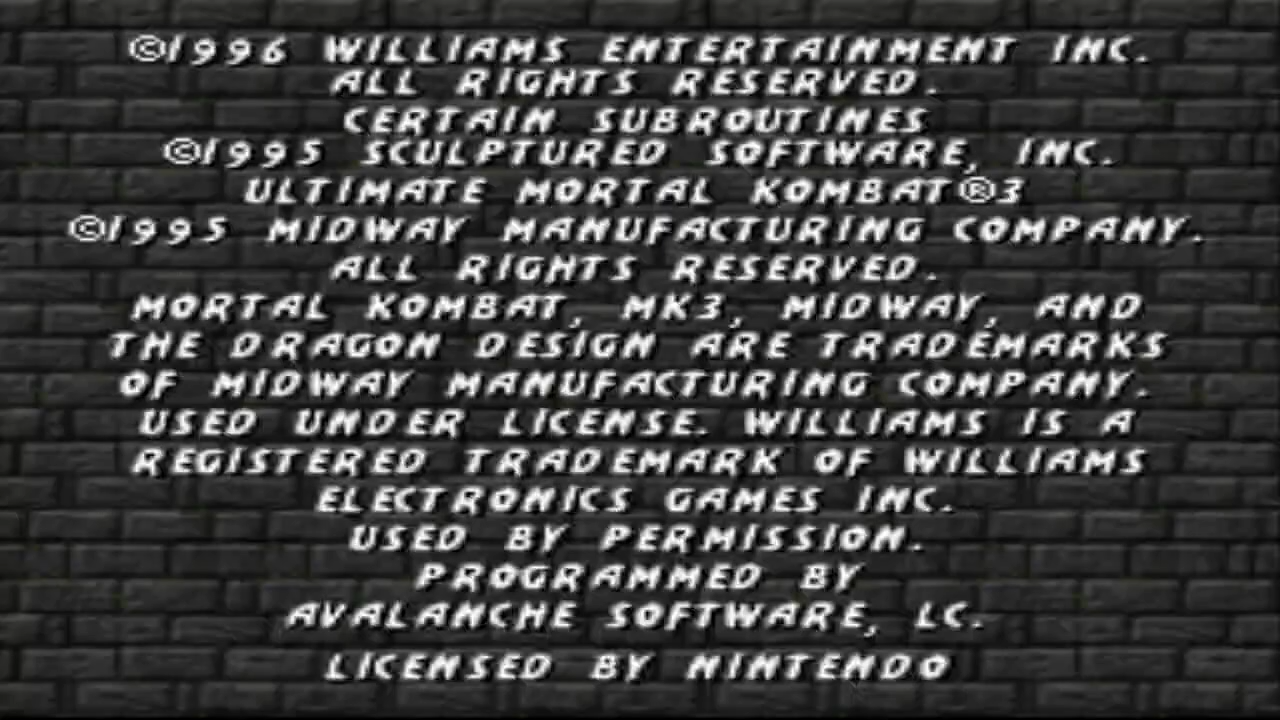 ©1996 WILLIAMS ENTERTAINMENT INC.
ALL RIGHTS RESERVED.
CERTAIN SUBROUTINES
©1995 SCULPTURED SOFTWARE, INC.
ULTIMATE MORTAL KOMBAT®3
©1995 MIDWAY MANUFACTURING COMPANY.
ALL RIGHTS RESERVED.
MORTAL KOMBAT, MK3, MIDWAY, AND
THE DRAGON DESIGN ARE TRADEMARKS
OF MIDWAY MANUFACTURING COMPANY.
USED UNDER LICENSE. WILLIAMS IS A
REGISTERED TRADEMARK OF WILLIAMS
ELECTRONICS GAMES INC.
USED BY PERMISSION.
PROGRAMMED BY
AVALANCHE SOFTWARE, LC.
LICENSED BY NINTENDO